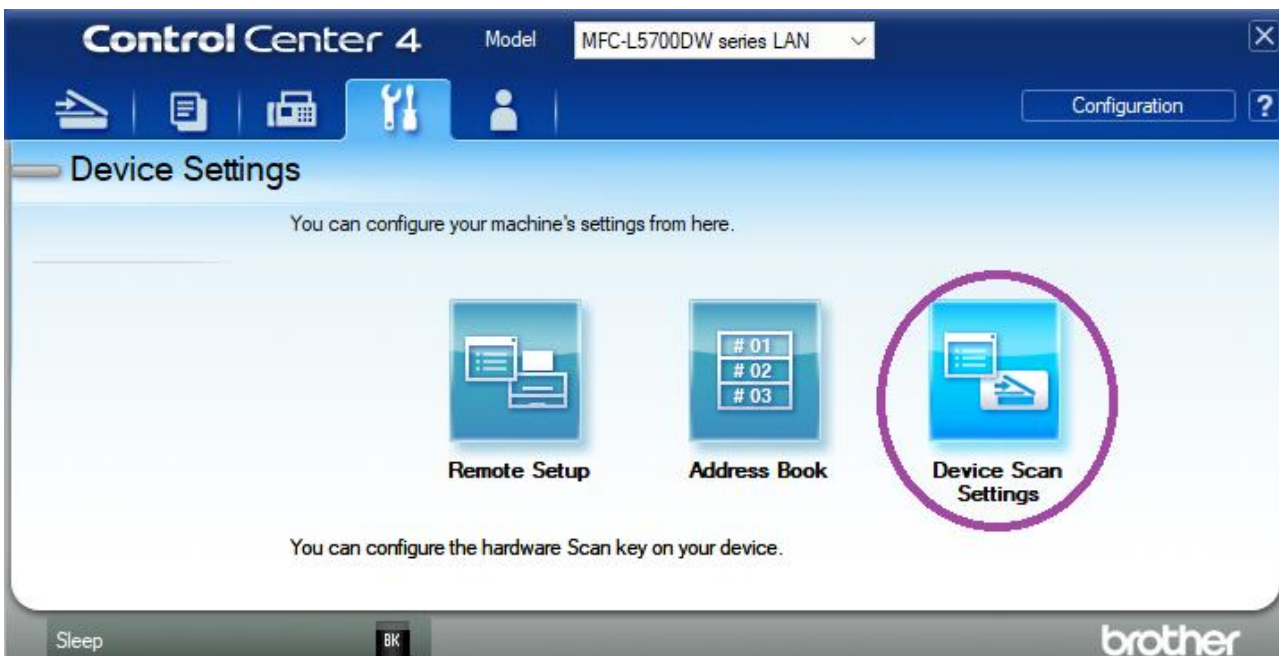 Control Center 4 Model MFC-L5700DW series LAN
Configuration ?
Device Settings
You can configure your machine's settings from here.
# 01
# 02
# 03
Remote Setup Address Book Device Scan
Settings
You can configure the hardware Scan key on your device.
Sleep BK brother